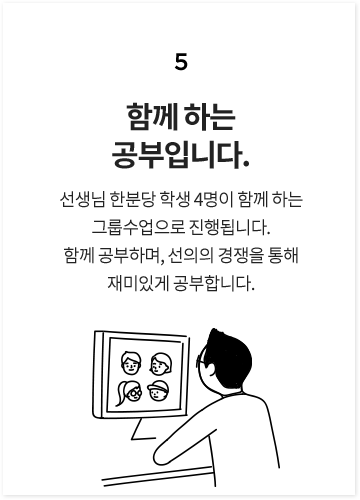 5
함께 하는
공부입니다.
선생님 한분당 학생 4명이 함께 하는
그룹수업으로 진행됩니다.
함께 공부하며, 선의의 경쟁을 통해
재미있게 공부합니다.